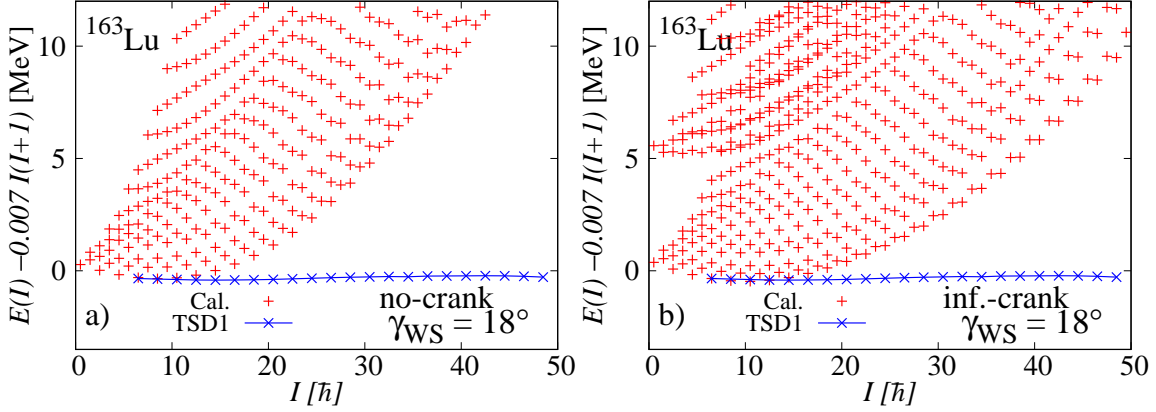 E(I) −0.007 I(I+1) [MeV]
10
5
0
¹⁶³Lu
a)
Cal.
TSD1
no-crank
γWS = 18°
0 10 20 30 40 50
I [ℏ]
E(I) −0.007 I(I+1) [MeV]
10
5
0
¹⁶³Lu
b)
Cal.
TSD1
inf.-crank
γWS = 18°
0 10 20 30 40 50
I [ℏ]